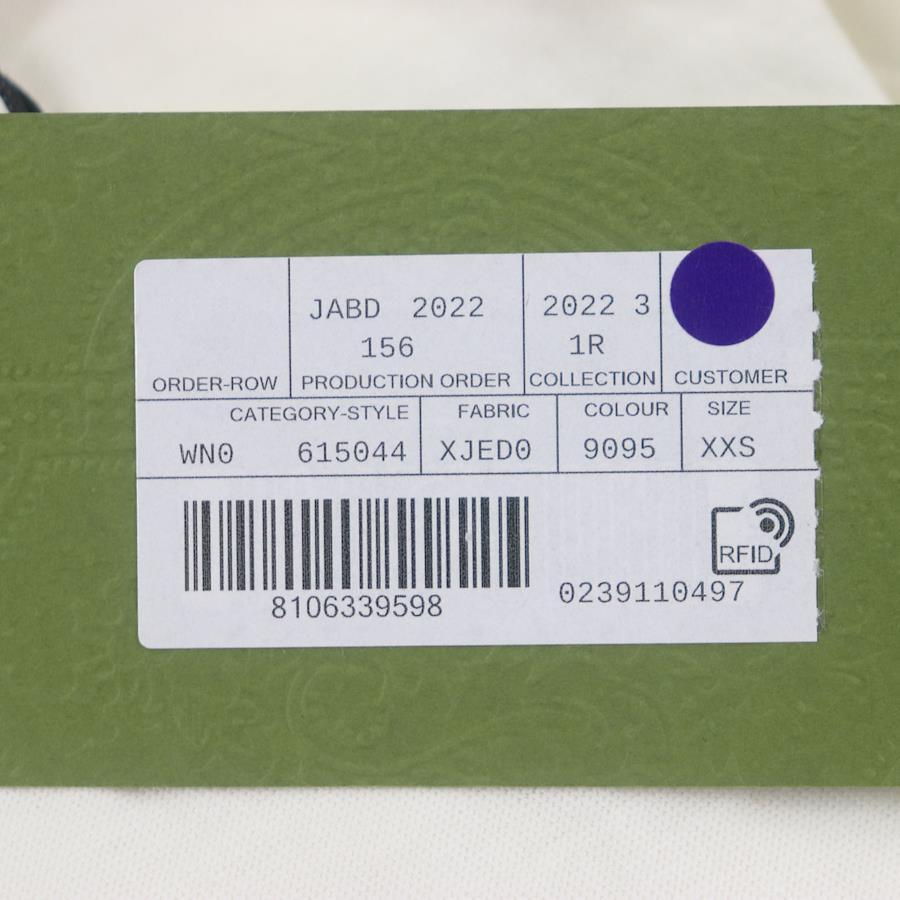 JABD 2022
156
2022 3
1R
ORDER-ROW PRODUCTION ORDER COLLECTION CUSTOMER
CATEGORY-STYLE FABRIC COLOUR SIZE
WN0 615044 XJED0 9095 XXS
RFID
8106339598 0239110497